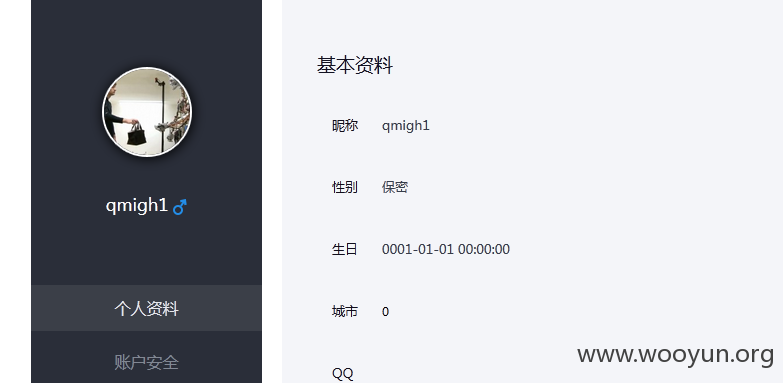 qmigh1
个人资料
账户安全
基本资料
昵称 qmigh1
性别 保密
生日 0001-01-01 00:00:00
城市 0
QQ
www.wooyun.org